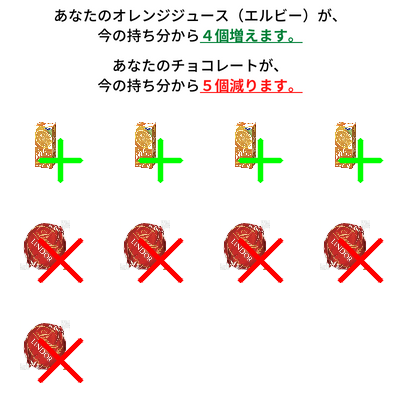 あなたのオレンジジュース（エルビー）が、
今の持ち分から４個増えます。
あなたのチョコレートが、
今の持ち分から５個減ります。
LINDOR
LINDOR
LINDOR
LINDOR
LINDOR